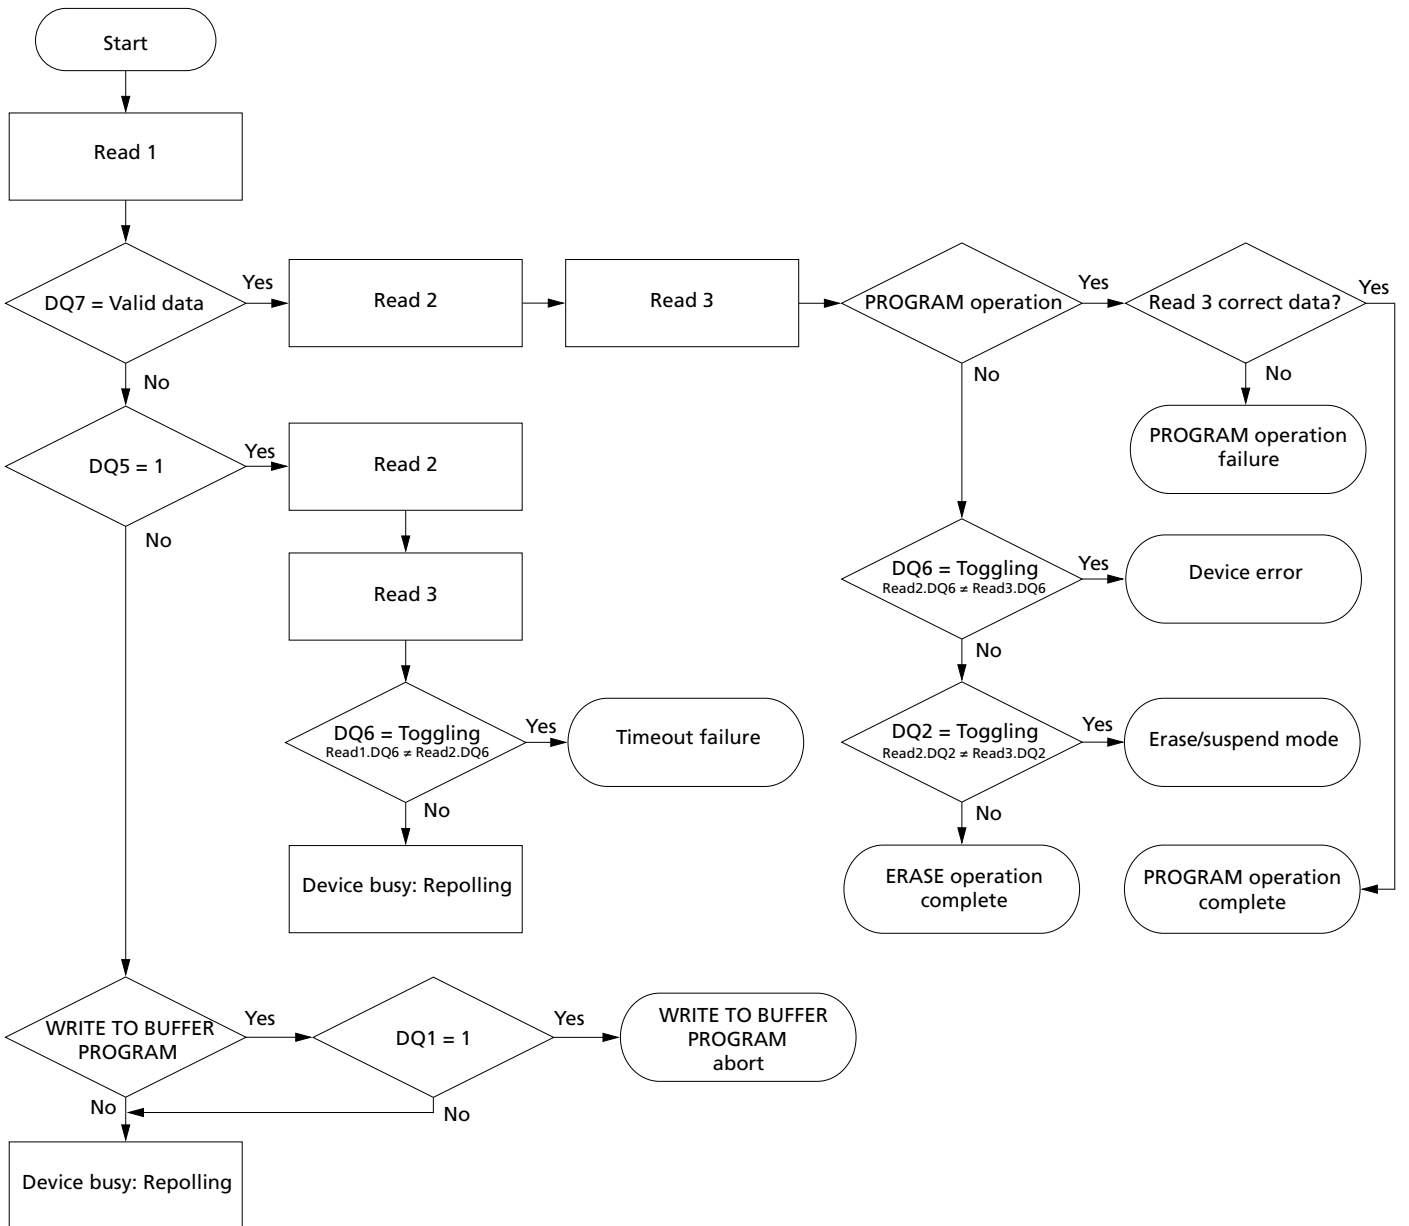 Start
Read 1
DQ7 = Valid data
Yes
Read 2
Read 3
PROGRAM operation
Yes
Read 3 correct data?
Yes
No
No
No
PROGRAM operation
failure
DQ5 = 1
Yes
Read 2
No
Read 3
DQ6 = Toggling
Read2.DQ6 ≠ Read3.DQ6
Yes
Device error
No
DQ6 = Toggling
Read1.DQ6 ≠ Read2.DQ6
Yes
Timeout failure
No
DQ2 = Toggling
Read2.DQ2 ≠ Read3.DQ2
Yes
Erase/suspend mode
No
Device busy: Repolling
ERASE operation
complete
PROGRAM operation
complete
WRITE TO BUFFER
PROGRAM
Yes
DQ1 = 1
Yes
WRITE TO BUFFER
PROGRAM
abort
No
No
Device busy: Repolling